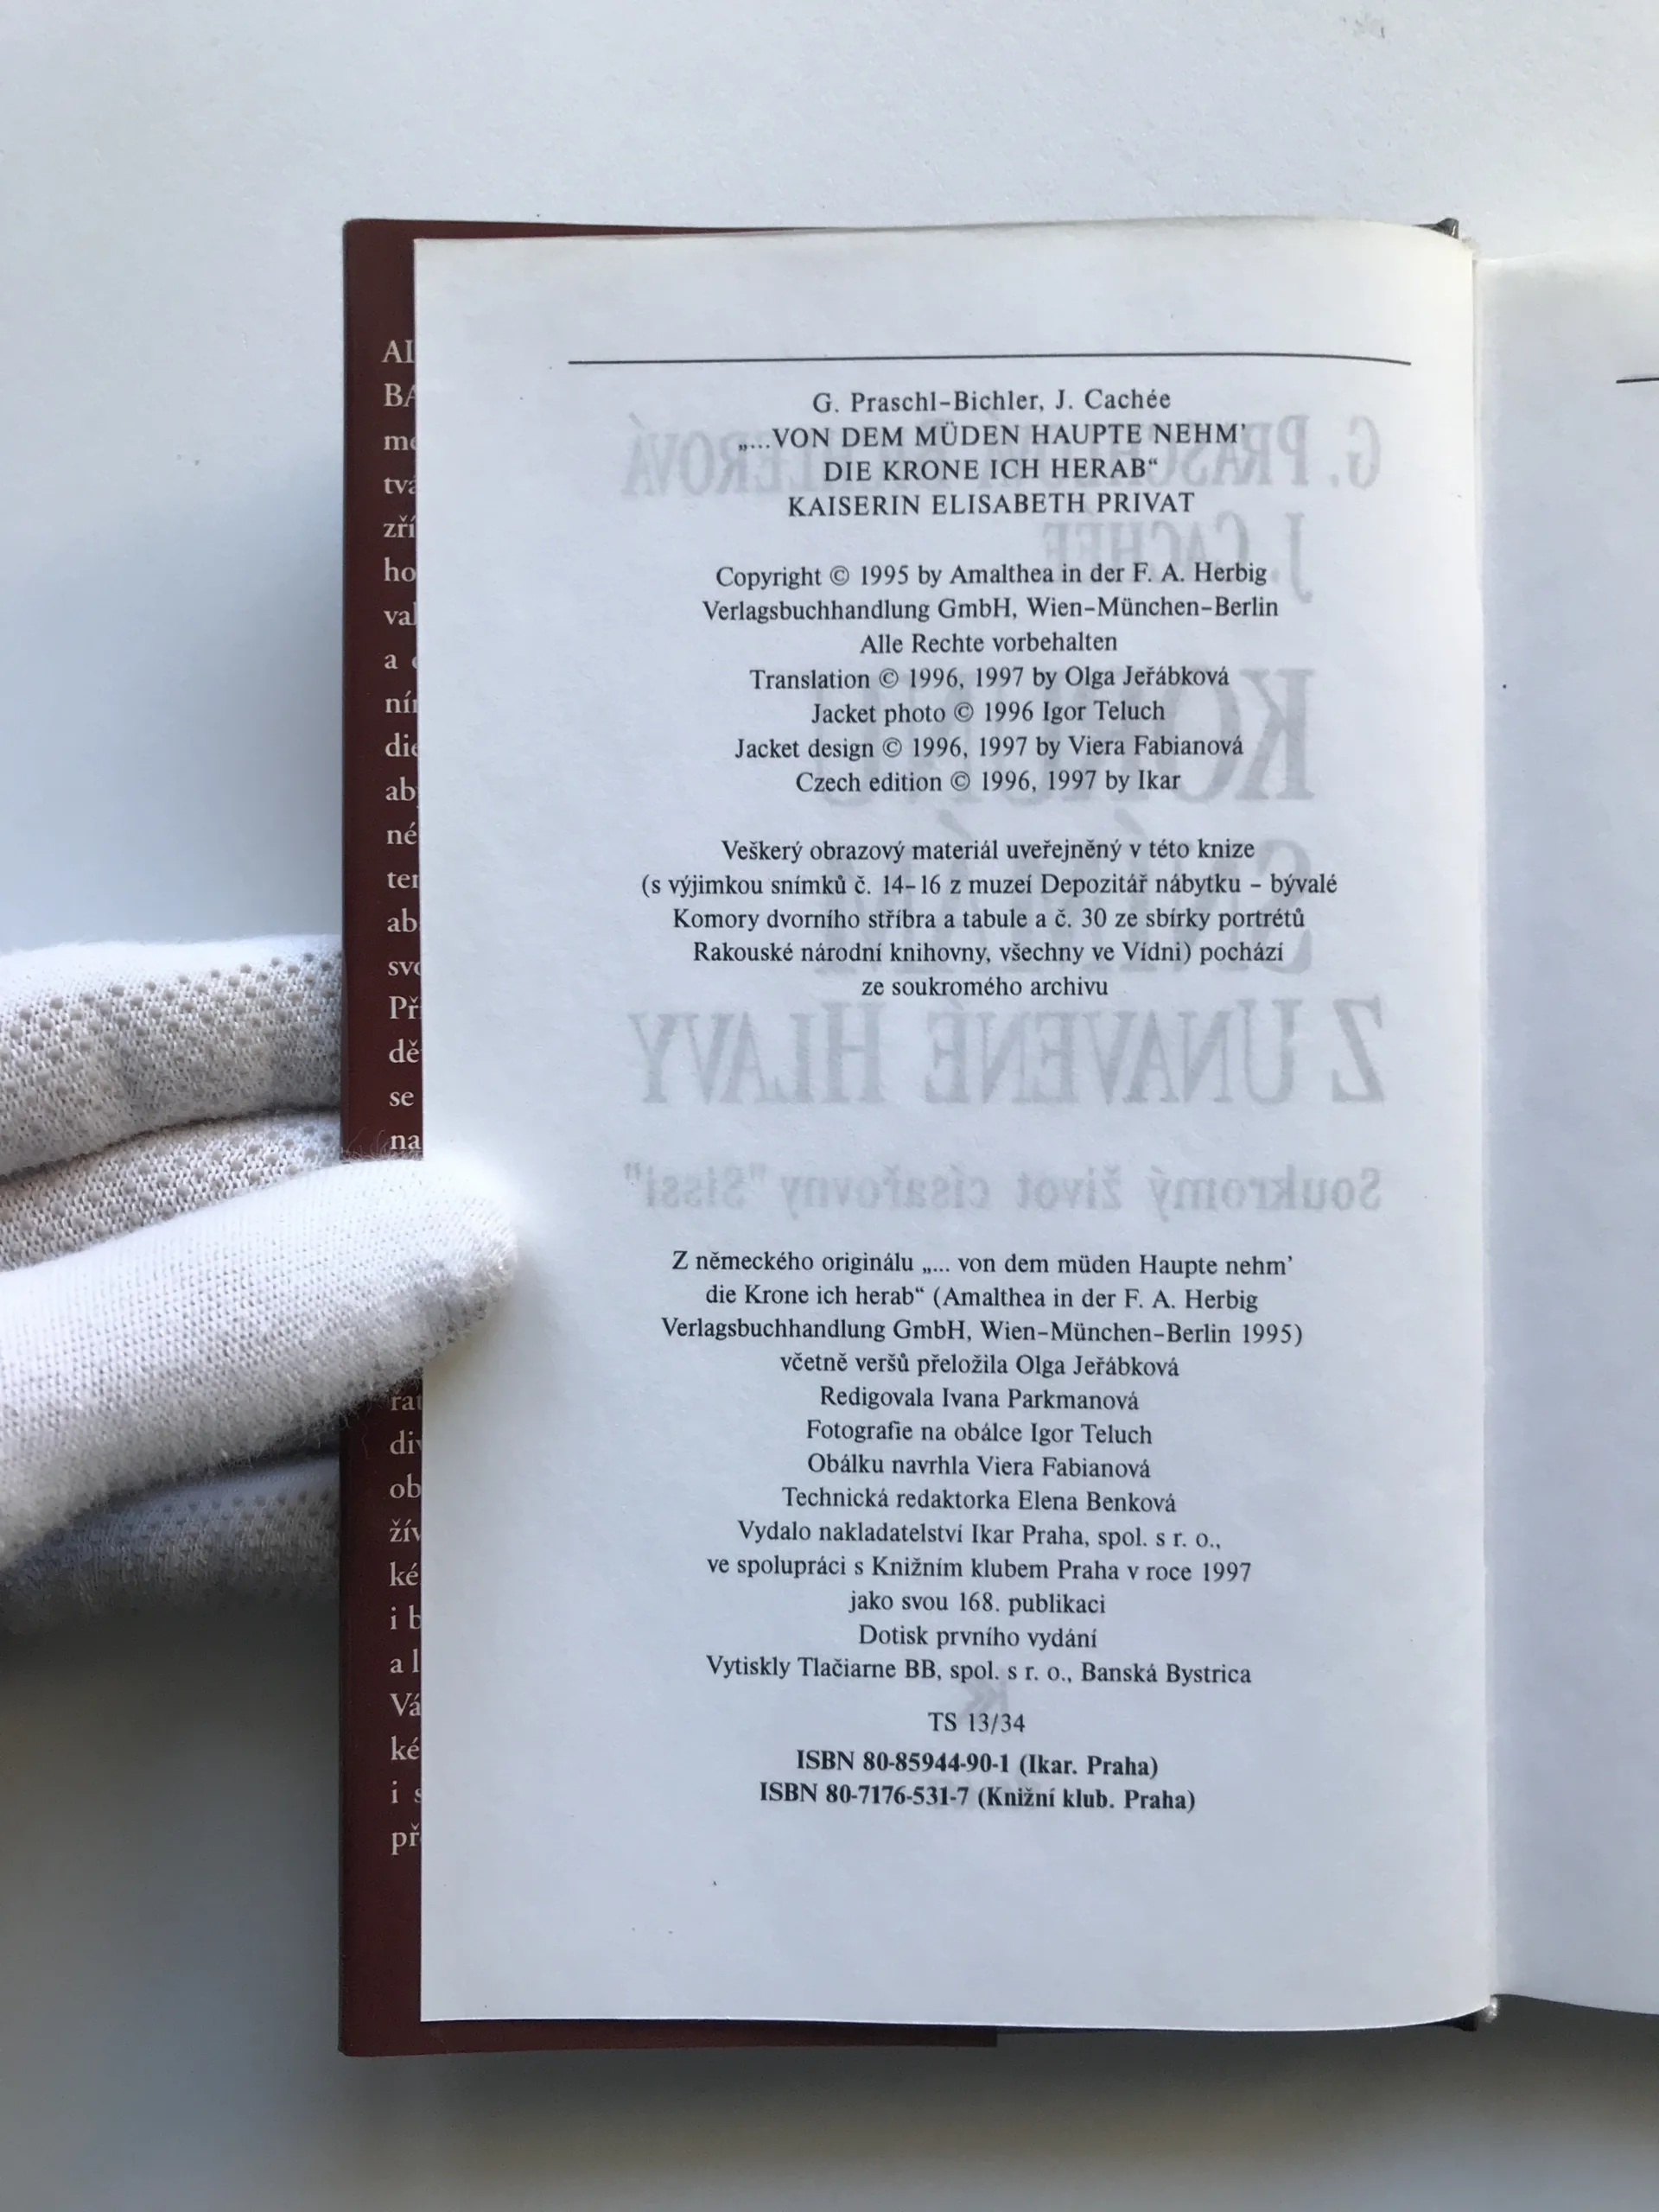 G. Praschl-Bichler, J. Cachée
„...VON DEM MÜDEN HAUPTE NEHM’
DIE KRONE ICH HERAB“
KAISERIN ELISABETH PRIVAT
Copyright © 1995 by Amalthea in der F. A. Herbig
Verlagsbuchhandlung GmbH, Wien-München-Berlin
Alle Rechte vorbehalten
Translation © 1996, 1997 by Olga Jeřábková
Jacket photo © 1996 Igor Teluch
Jacket design © 1996, 1997 by Viera Fabianová
Czech edition © 1996, 1997 by Ikar
Veškerý obrazový materiál uveřejněný v této knize
(s výjimkou snímků č. 14-16 z muzeí Depozitář nábytku - bývalé
Komory dvorního stříbra a tabule a č. 30 ze sbírky portrétů
Rakouské národní knihovny, všechny ve Vídni) pochází
ze soukromého archivu
Z německého originálu „... von dem müden Haupte nehm’
die Krone ich herab“ (Amalthea in der F. A. Herbig
Verlagsbuchhandlung GmbH, Wien-München-Berlin 1995)
včetně veršů přeložila Olga Jeřábková
Redigovala Ivana Parkmanová
Fotografie na obálce Igor Teluch
Obálku navrhla Viera Fabianová
Technická redaktorka Elena Benková
Vydalo nakladatelství Ikar Praha, spol. s r. o.,
ve spolupráci s Knižním klubem Praha v roce 1997
jako svou 168. publikaci
Dotisk prvního vydání
Vytiskly Tlačiarne BB, spol. s r. o., Banská Bystrica
TS 13/34
ISBN 80-85944-90-1 (Ikar. Praha)
ISBN 80-7176-531-7 (Knižní klub. Praha)